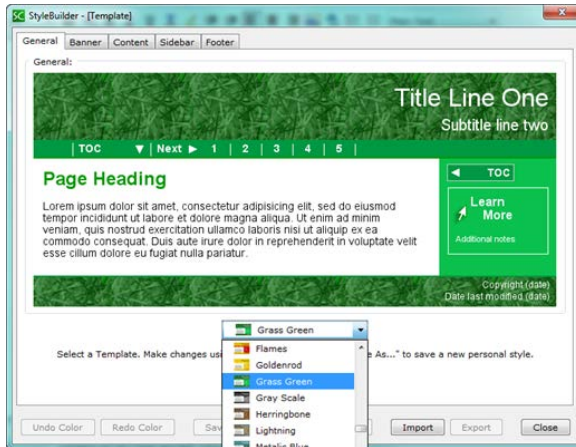 StyleBuilder - [Template]
General Banner Content Sidebar Footer
General:
Title Line One
Subtitle line two
TOC ▼ | Next ▶ 1 | 2 | 3 | 4 | 5 |
◀ TOC
Page Heading
Lorem ipsum dolor sit amet, consectetur adipisicing elit, sed do eiusmod
tempor incididunt ut labore et dolore magna aliqua. Ut enim ad minim
veniam, quis nostrud exercitation ullamco laboris nisi ut aliquip ex ea
commodo consequat. Duis aute irure dolor in reprehenderit in voluptate velit
esse cillum dolore eu fugiat nulla pariatur.
Learn
More
Additional notes
Copyright (date)
Date last modified (date)
Grass Green
Select a Template. Make changes usi
e As..." to save a new personal style.
Flames
Goldenrod
Grass Green
Gray Scale
Herringbone
Lightning
Metalic Blue
Undo Color Redo Color Sav Import Export Close